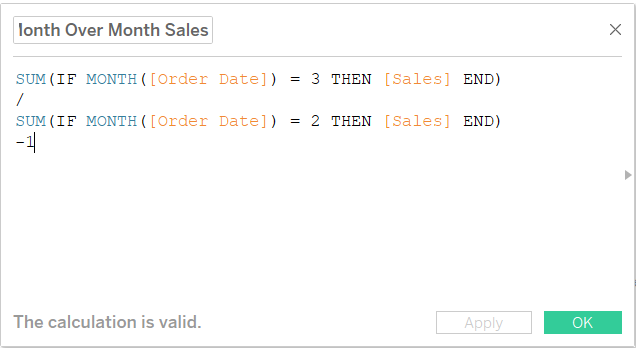 Month Over Month Sales
SUM(IF MONTH([Order Date]) = 3 THEN [Sales] END)
/
SUM(IF MONTH([Order Date]) = 2 THEN [Sales] END)
-1
The calculation is valid.
Apply
OK